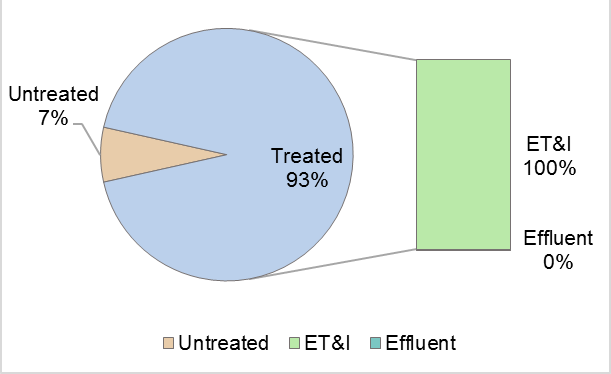 Untreated
7%
Treated
93%
ET&I
100%
Effluent
0%
Untreated ET&I Effluent